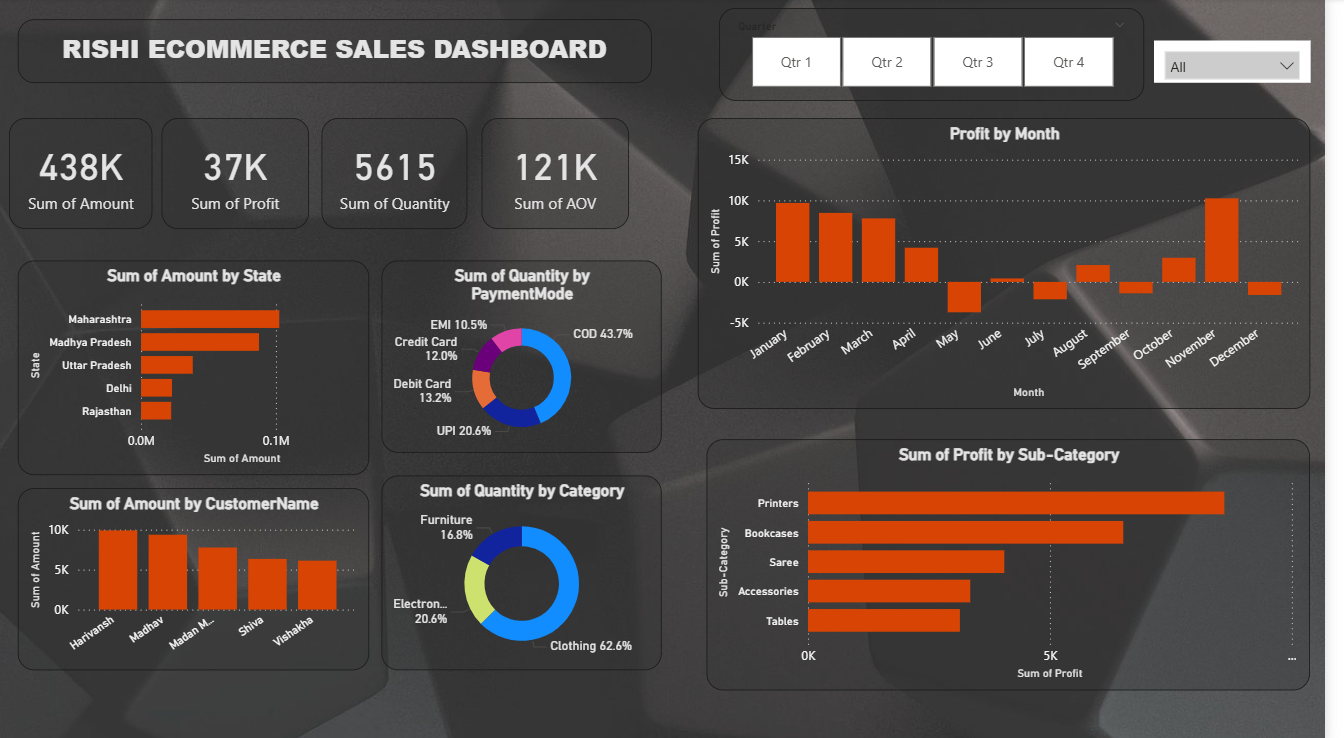 RISHI ECOMMERCE SALES DASHBOARD
Quarter
Qtr 1
Qtr 2
Qtr 3
Qtr 4
All
438K
Sum of Amount
37K
Sum of Profit
5615
Sum of Quantity
121K
Sum of AOV
Profit by Month
Sum of Profit
15K
10K
5K
0K
-5K
January
February
March
April
May
June
July
August
September
October
November
December
Month
Sum of Amount by State
State
Maharashtra
Madhya Pradesh
Uttar Pradesh
Delhi
Rajasthan
0.0M
0.1M
Sum of Amount
Sum of Quantity by
PaymentMode
EMI 10.5%
COD 43.7%
Credit Card
12.0%
Debit Card
13.2%
UPI 20.6%
Sum of Profit by Sub-Category
Sub-Category
Printers
Bookcases
Saree
Accessories
Tables
0K
5K
...
Sum of Profit
Sum of Amount by CustomerName
Sum of Amount
10K
5K
0K
Harivansh
Madhav
Madan M...
Shiva
Vishakha
Sum of Quantity by Category
Furniture
16.8%
Electron...
20.6%
Clothing 62.6%